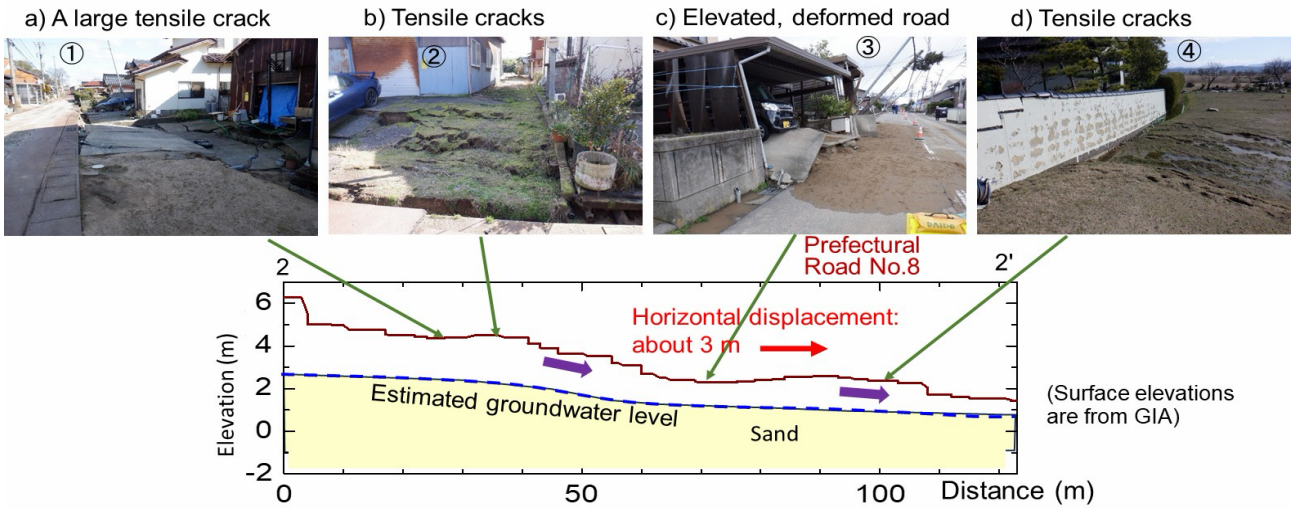 a) A large tensile crack
b) Tensile cracks
c) Elevated, deformed road
d) Tensile cracks
①
②
③
④
Prefectural
Road No.8
2
2'
6
4
2
0
-2
Elevation (m)
Horizontal displacement:
about 3 m
Estimated groundwater level
Sand
(Surface elevations
are from GIA)
0
50
100
Distance (m)